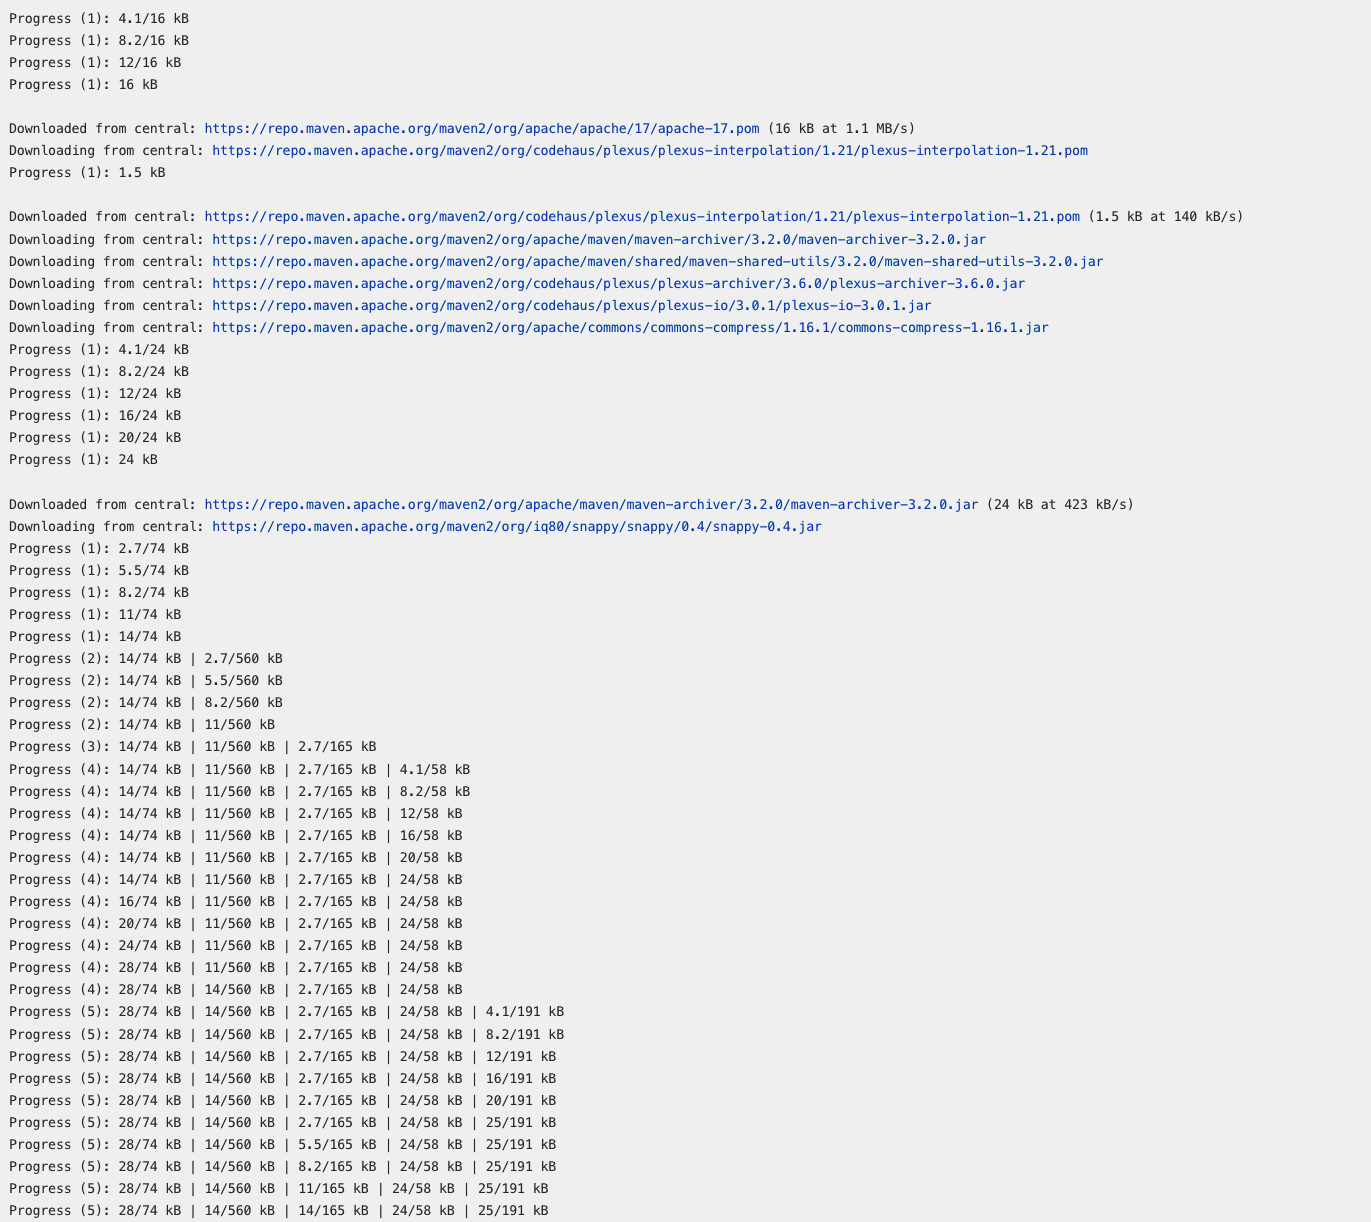 Progress (1): 4.1/16 kB
Progress (1): 8.2/16 kB
Progress (1): 12/16 kB
Progress (1): 16 kB
Downloaded from central: https://repo.maven.apache.org/maven2/org/apache/apache/17/apache-17.pom (16 kB at 1.1 MB/s)
Downloading from central: https://repo.maven.apache.org/maven2/org/codehaus/plexus/plexus-interpolation/1.21/plexus-interpolation-1.21.pom
Progress (1): 1.5 kB
Downloaded from central: https://repo.maven.apache.org/maven2/org/codehaus/plexus/plexus-interpolation/1.21/plexus-interpolation-1.21.pom (1.5 kB at 140 kB/s)
Downloading from central: https://repo.maven.apache.org/maven2/org/apache/maven/maven-archiver/3.2.0/maven-archiver-3.2.0.jar
Downloading from central: https://repo.maven.apache.org/maven2/org/apache/maven/shared/maven-shared-utils/3.2.0/maven-shared-utils-3.2.0.jar
Downloading from central: https://repo.maven.apache.org/maven2/org/codehaus/plexus/plexus-archiver/3.6.0/plexus-archiver-3.6.0.jar
Downloading from central: https://repo.maven.apache.org/maven2/org/codehaus/plexus/plexus-io/3.0.1/plexus-io-3.0.1.jar
Downloading from central: https://repo.maven.apache.org/maven2/org/apache/commons/commons-compress/1.16.1/commons-compress-1.16.1.jar
Progress (1): 4.1/24 kB
Progress (1): 8.2/24 kB
Progress (1): 12/24 kB
Progress (1): 16/24 kB
Progress (1): 20/24 kB
Progress (1): 24 kB
Downloaded from central: https://repo.maven.apache.org/maven2/org/apache/maven/maven-archiver/3.2.0/maven-archiver-3.2.0.jar (24 kB at 423 kB/s)
Downloading from central: https://repo.maven.apache.org/maven2/org/iq80/snappy/snappy/0.4/snappy-0.4.jar
Progress (1): 2.7/74 kB
Progress (1): 5.5/74 kB
Progress (1): 8.2/74 kB
Progress (1): 11/74 kB
Progress (1): 14/74 kB
Progress (2): 14/74 kB | 2.7/560 kB
Progress (2): 14/74 kB | 5.5/560 kB
Progress (2): 14/74 kB | 8.2/560 kB
Progress (2): 14/74 kB | 11/560 kB
Progress (3): 14/74 kB | 11/560 kB | 2.7/165 kB
Progress (4): 14/74 kB | 11/560 kB | 2.7/165 kB | 4.1/58 kB
Progress (4): 14/74 kB | 11/560 kB | 2.7/165 kB | 8.2/58 kB
Progress (4): 14/74 kB | 11/560 kB | 2.7/165 kB | 12/58 kB
Progress (4): 14/74 kB | 11/560 kB | 2.7/165 kB | 16/58 kB
Progress (4): 14/74 kB | 11/560 kB | 2.7/165 kB | 20/58 kB
Progress (4): 14/74 kB | 11/560 kB | 2.7/165 kB | 24/58 kB
Progress (4): 16/74 kB | 11/560 kB | 2.7/165 kB | 24/58 kB
Progress (4): 20/74 kB | 11/560 kB | 2.7/165 kB | 24/58 kB
Progress (4): 24/74 kB | 11/560 kB | 2.7/165 kB | 24/58 kB
Progress (4): 28/74 kB | 11/560 kB | 2.7/165 kB | 24/58 kB
Progress (4): 28/74 kB | 14/560 kB | 2.7/165 kB | 24/58 kB
Progress (5): 28/74 kB | 14/560 kB | 2.7/165 kB | 24/58 kB | 4.1/191 kB
Progress (5): 28/74 kB | 14/560 kB | 2.7/165 kB | 24/58 kB | 8.2/191 kB
Progress (5): 28/74 kB | 14/560 kB | 2.7/165 kB | 24/58 kB | 12/191 kB
Progress (5): 28/74 kB | 14/560 kB | 2.7/165 kB | 24/58 kB | 16/191 kB
Progress (5): 28/74 kB | 14/560 kB | 2.7/165 kB | 24/58 kB | 20/191 kB
Progress (5): 28/74 kB | 14/560 kB | 2.7/165 kB | 24/58 kB | 25/191 kB
Progress (5): 28/74 kB | 14/560 kB | 5.5/165 kB | 24/58 kB | 25/191 kB
Progress (5): 28/74 kB | 14/560 kB | 8.2/165 kB | 24/58 kB | 25/191 kB
Progress (5): 28/74 kB | 14/560 kB | 11/165 kB | 24/58 kB | 25/191 kB
Progress (5): 28/74 kB | 14/560 kB | 14/165 kB | 24/58 kB | 25/191 kB